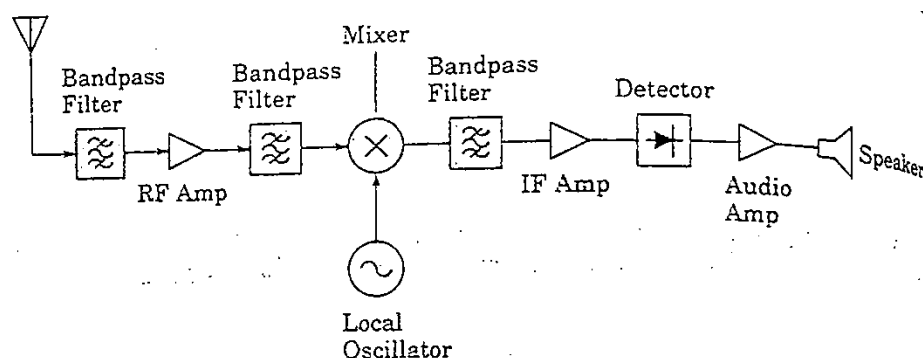 Mixer
Bandpass
Filter
Bandpass
Filter
Bandpass
Filter
Detector
RF Amp
IF Amp
Audio
Amp
Speaker
Local
Oscillator